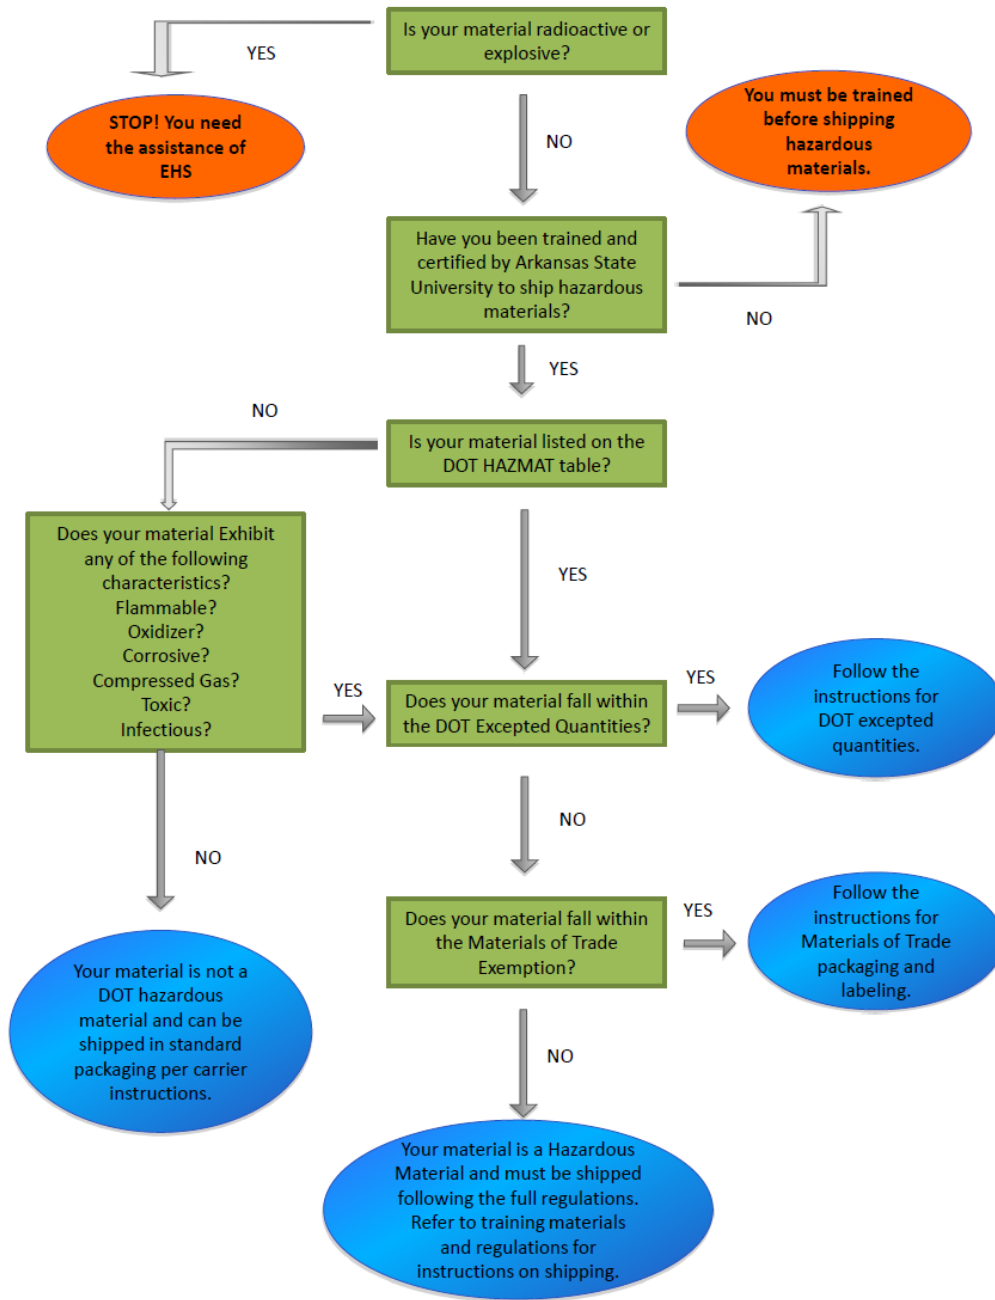 Is your material radioactive or
explosive?
YES
STOP! You need
the assistance of
EHS
NO
You must be trained
before shipping
hazardous
materials.
Have you been trained and
certified by Arkansas State
University to ship hazardous
materials?
NO
YES
NO
Is your material listed on the
DOT HAZMAT table?
Does your material Exhibit
any of the following
characteristics?
Flammable?
Oxidizer?
Corrosive?
Compressed Gas?
Toxic?
Infectious?
YES
YES
Does your material fall within
the DOT Excepted Quantities?
YES
Follow the
instructions for
DOT excepted
quantities.
NO
NO
Does your material fall within
the Materials of Trade
Exemption?
YES
Follow the
instructions for
Materials of Trade
packaging and
labeling.
Your material is not a
DOT hazardous
material and can be
shipped in standard
packaging per carrier
instructions.
NO
Your material is a Hazardous
Material and must be shipped
following the full regulations.
Refer to training materials
and regulations for
instructions on shipping.